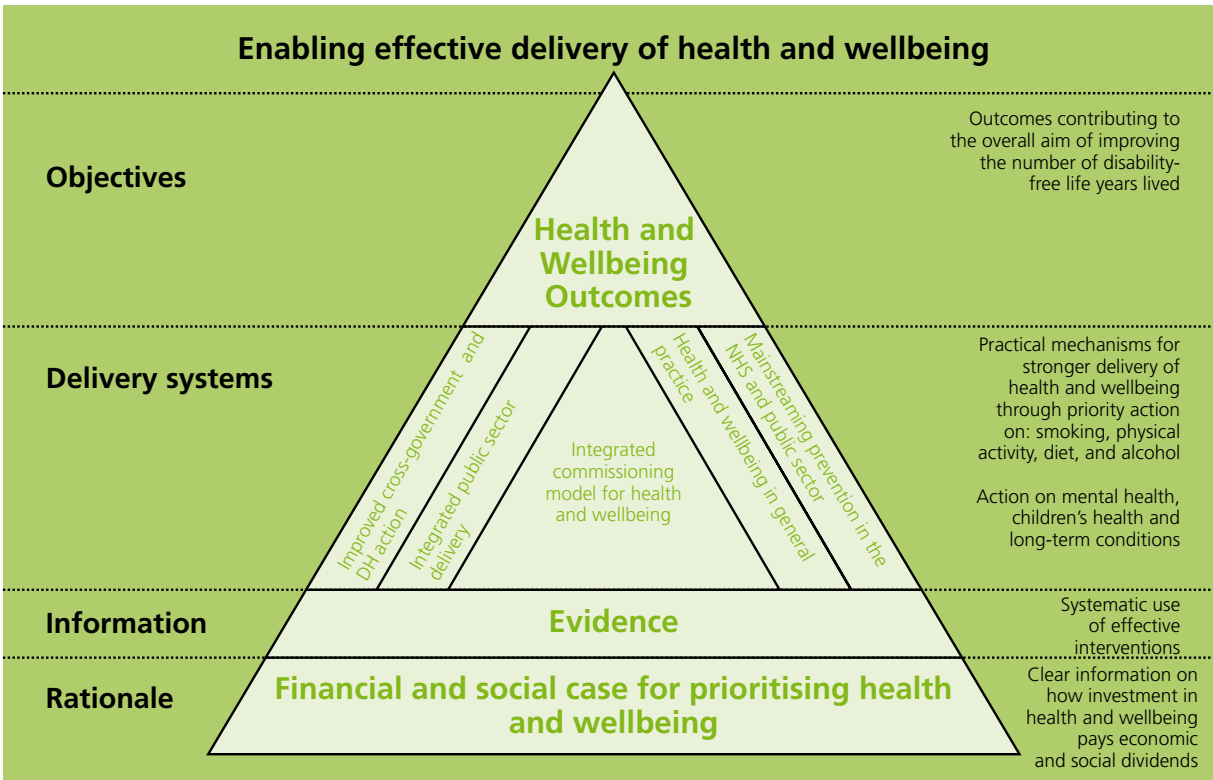 Enabling effective delivery of health and wellbeing
Objectives
Health and
Wellbeing
Outcomes
Outcomes contributing to
the overall aim of improving
the number of disability-
free life years lived
Delivery systems
Improved cross-government and
DH action
Integrated public sector
delivery
Integrated
commissioning
model for health
and wellbeing
Health and wellbeing in general
practice
Mainstreaming prevention in the
NHS and public sector
Practical mechanisms for
stronger delivery of
health and wellbeing
through priority action
on: smoking, physical
activity, diet, and alcohol
Action on mental health,
children’s health and
long-term conditions
Information
Evidence
Systematic use
of effective
interventions
Rationale
Financial and social case for prioritising health
and wellbeing
Clear information on
how investment in
health and wellbeing
pays economic
and social dividends